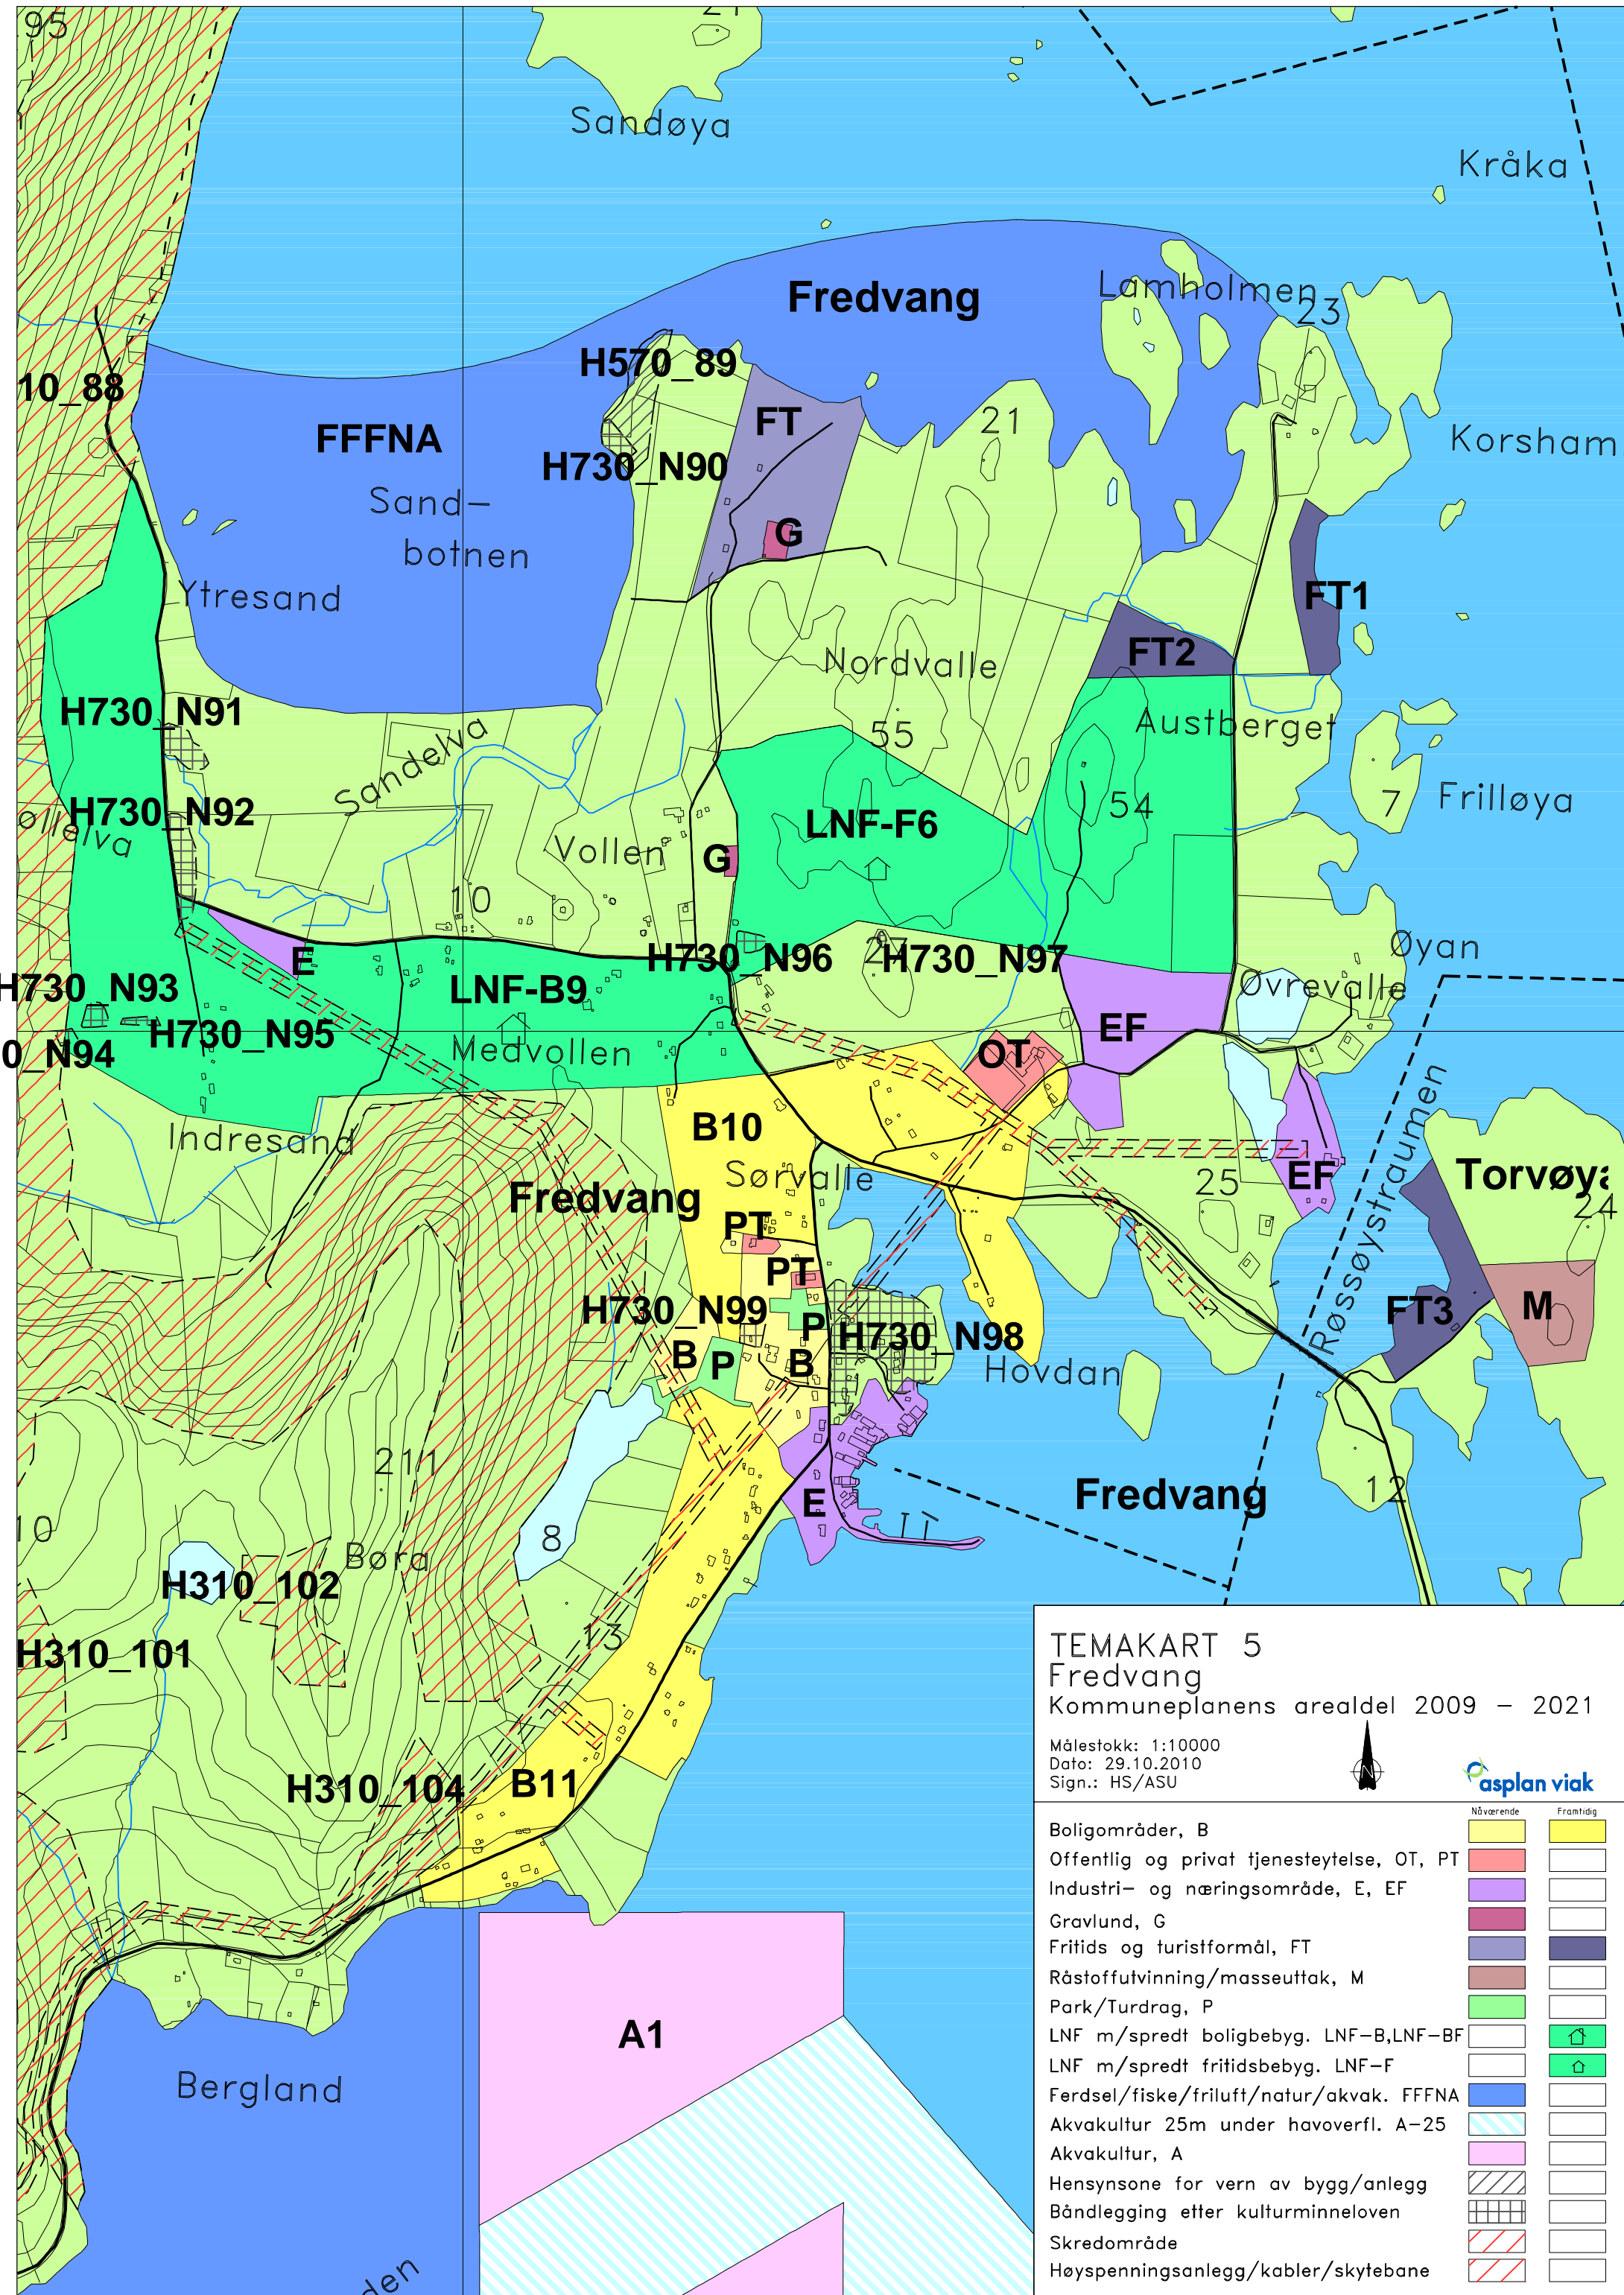 95
21
Sandøya
Kråka
Fredvang
Lamholmen
23
H570_89
10_88
FT
21
FFFNA
Korsham
H730_N90
Sand-
botnen
G
Ytresand
FT1
FT2
Nordvalle
H730_N91
Sandelva
55
Austberget
H730_N92
54
7
Frilløya
LNF-F6
Vollen
G
10
E
H730_N96
27
H730_N97
Øyan
H730_N93
LNF-B9
Øvrevalle
H730_N95
EF
0_N94
Medvollen
OT
B10
Indresand
Sørvalle
25
EF
Torvøya
Fredvang
24
PT
Røssøystraumen
PT
H730_N99
P
H730_N98
FT3
M
B
P
B
Hovdan
211
Fredvang
12
E
10
8
Børa
H310_102
13
H310_101
H310_104
B11
A1
Bergland
den
TEMAKART 5
Fredvang
Kommuneplanens arealdel 2009 - 2021
Målestokk: 1:10000
Dato: 29.10.2010
Sign.: HS/ASU
N
asplan viak
Nåværende Framtidig
Boligområder, B
Offentlig og privat tjenesteytelse, OT, PT
Industri- og næringsområde, E, EF
Gravlund, G
Fritids og turistformål, FT
Råstoffutvinning/masseuttak, M
Park/Turdrag, P
LNF m/spredt boligbebyg. LNF-B,LNF-BF
LNF m/spredt fritidsbebyg. LNF-F
Ferdsel/fiske/friluft/natur/akvak. FFFNA
Akvakultur 25m under havoverfl. A-25
Akvakultur, A
Hensynsone for vern av bygg/anlegg
Båndlegging etter kulturminneloven
Skredområde
Høyspenningsanlegg/kabler/skytebane